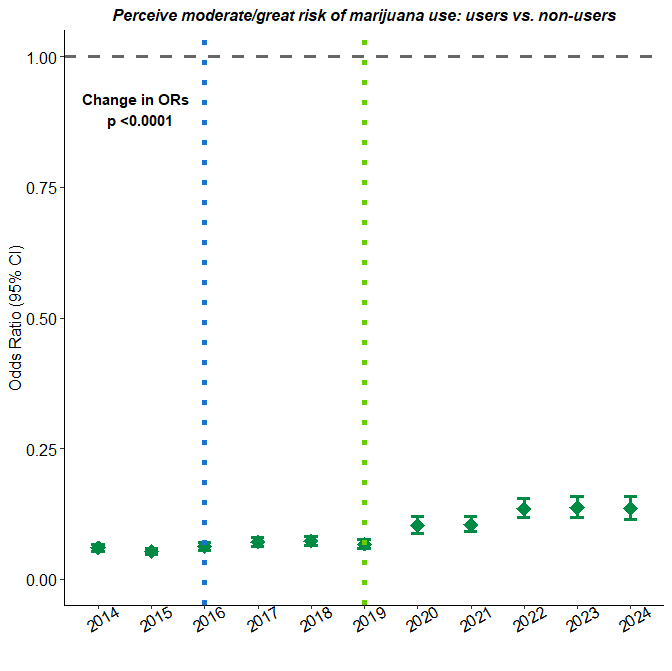 Perceive moderate/great risk of marijuana use: users vs. non-users
1.00
Change in ORs
p <0.0001
0.75
Odds Ratio (95% CI)
0.50
0.25
0.00
2014 2015 2016 2017 2018 2019 2020 2021 2022 2023 2024